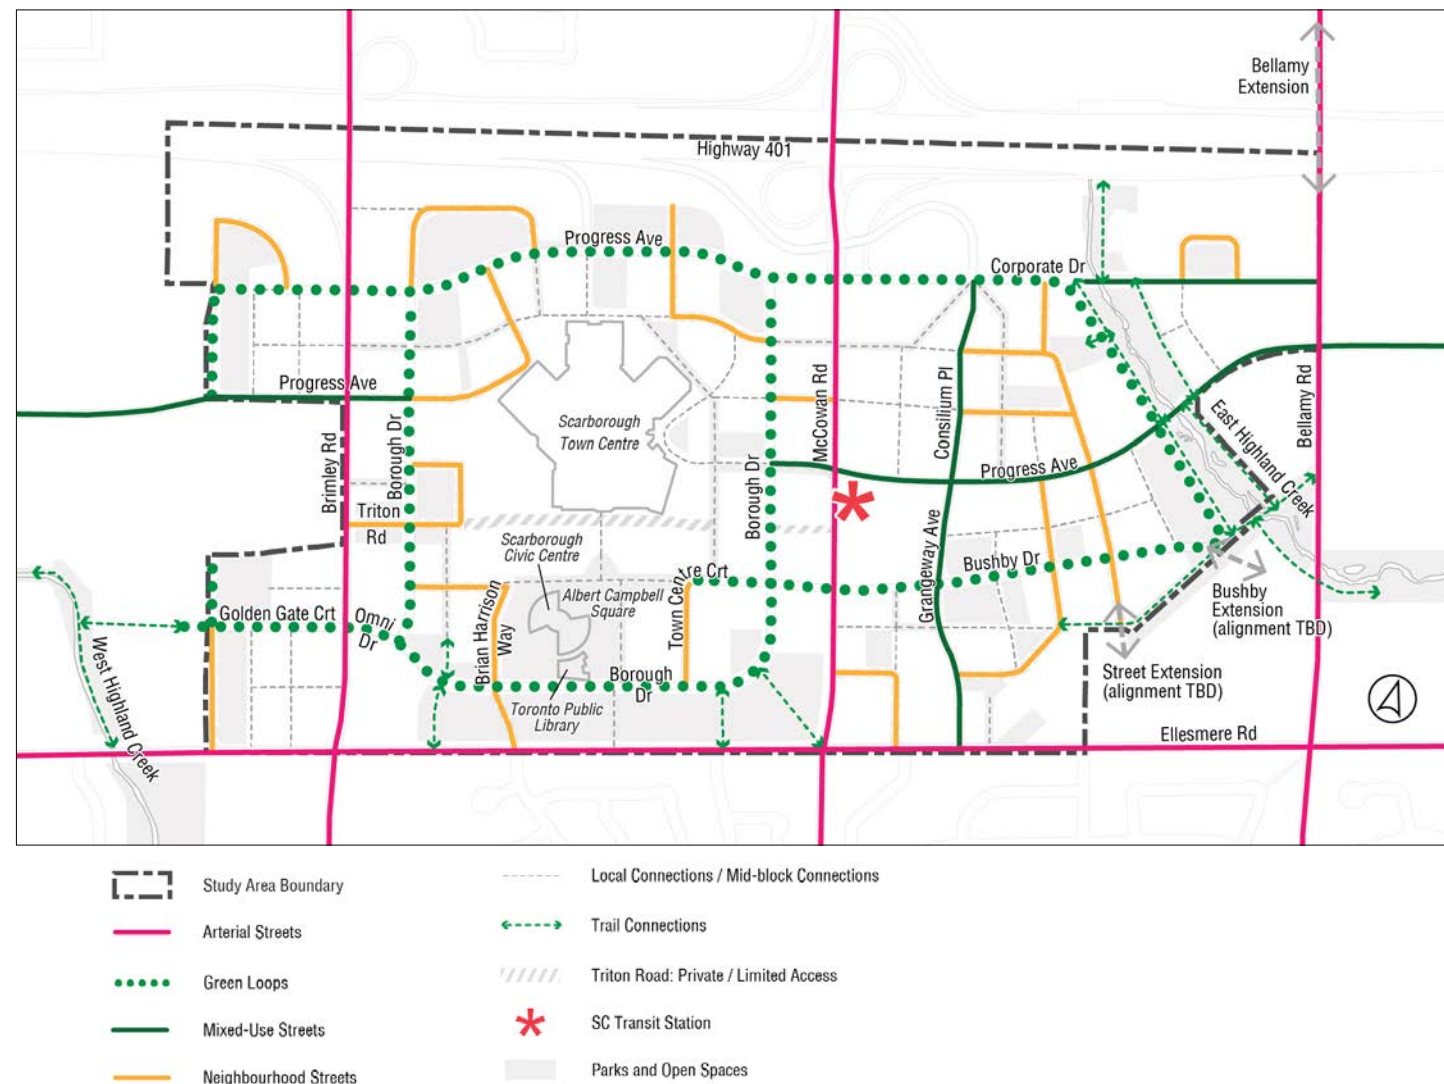 Bellamy
Extension
Highway 401
Progress Ave
Corporate Dr
Progress Ave
Brimley Rd
Borough Dr
Scarborough
Town Centre
Borough Dr
McCowan Rd
Consilium Pl
Progress Ave
East Highland Creek
Bellamy Rd
Triton
Rd
Scarborough
Civic Centre
Albert Campbell
Square
Town Centre Crt
Grangeway Ave
Bushby Dr
Bushby
Extension
(alignment TBD)
Golden Gate Crt
Omni
Dr
Brian Harrison
Way
Borough
Dr
Toronto Public
Library
West Highland Creek
Street Extension
(alignment TBD)
Ellesmere Rd
Study Area Boundary
Arterial Streets
Green Loops
Mixed-Use Streets
Neighbourhood Streets
Local Connections / Mid-block Connections
Trail Connections
Triton Road: Private / Limited Access
SC Transit Station
Parks and Open Spaces